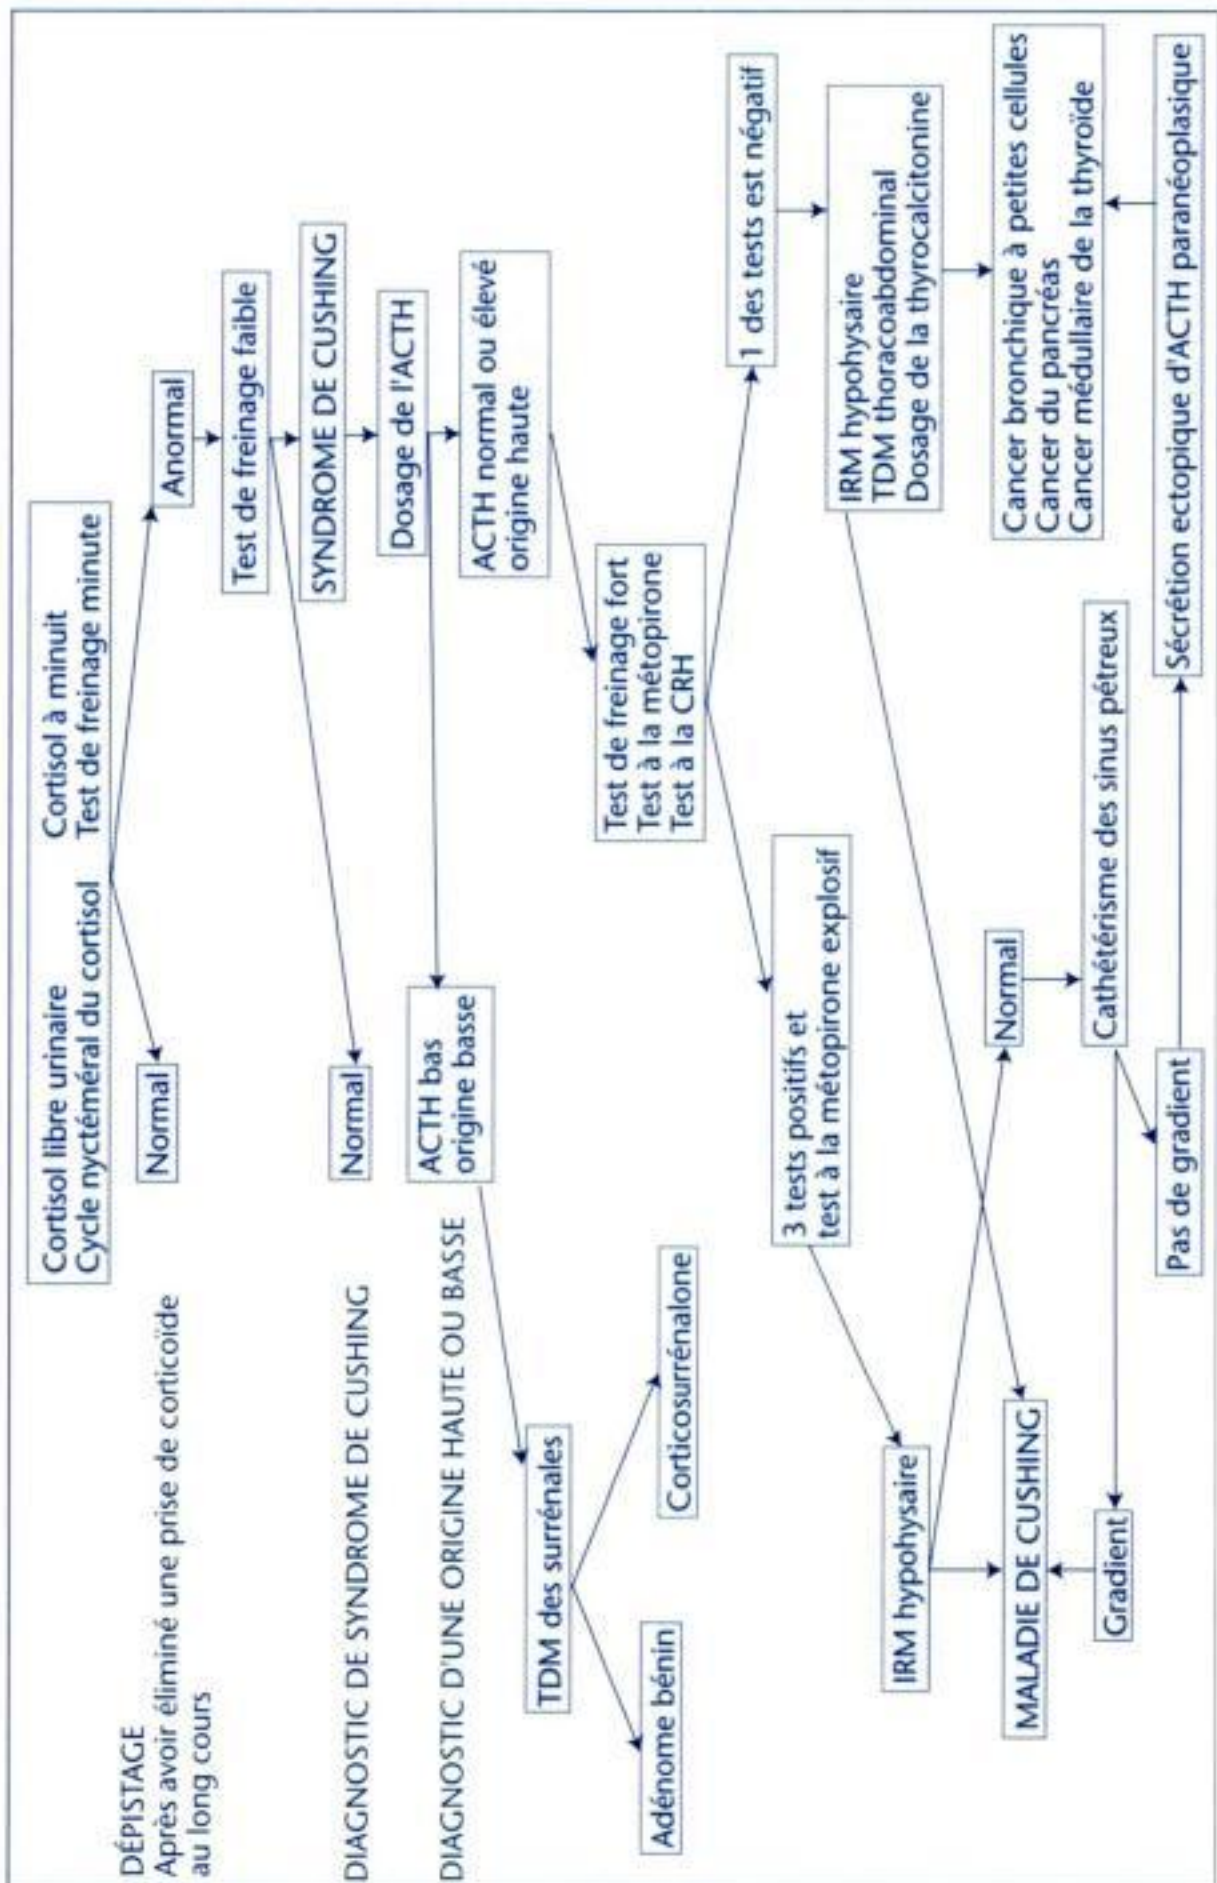 Cortisol libre urinaire
Cycle nyctéméral du cortisol
Cortisol à minuit
Test de freinage minute
DÉPISTAGE
Après avoir éliminé une prise de corticoïde
au long cours
Normal
Anormal
Test de freinage faible
DIAGNOSTIC DE SYNDROME DE CUSHING
Normal
SYNDROME DE CUSHING
Dosage de l'ACTH
DIAGNOSTIC D'UNE ORIGINE HAUTE OU BASSE
ACTH bas
origine basse
ACTH normal ou élevé
origine haute
TDM des surrénales
Test de freinage fort
Test à la métopirone
Test à la CRH
Adénome bénin
Corticosurrénalone
3 tests positifs et
test à la métopirone explosif
1 des tests est négatif
IRM hypohysaire
IRM hypohysaire
TDM thoracoabdominal
Dosage de la thyrocalcitonine
Normal
MALADIE DE CUSHING
Cancer bronchique à petites cellules
Cancer du pancréas
Cancer médullaire de la thyroïde
Gradient
Cathétérisme des sinus pétreux
Pas de gradient
Sécrétion ectopique d'ACTH paranéoplasique